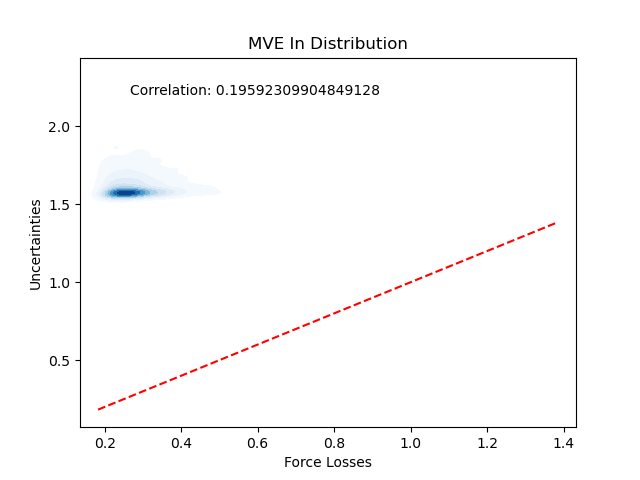 MVE In Distribution
Correlation: 0.19592309904849128
Uncertainties
2.0
1.5
1.0
0.5
0.2 0.4 0.6 0.8 1.0 1.2 1.4
Force Losses